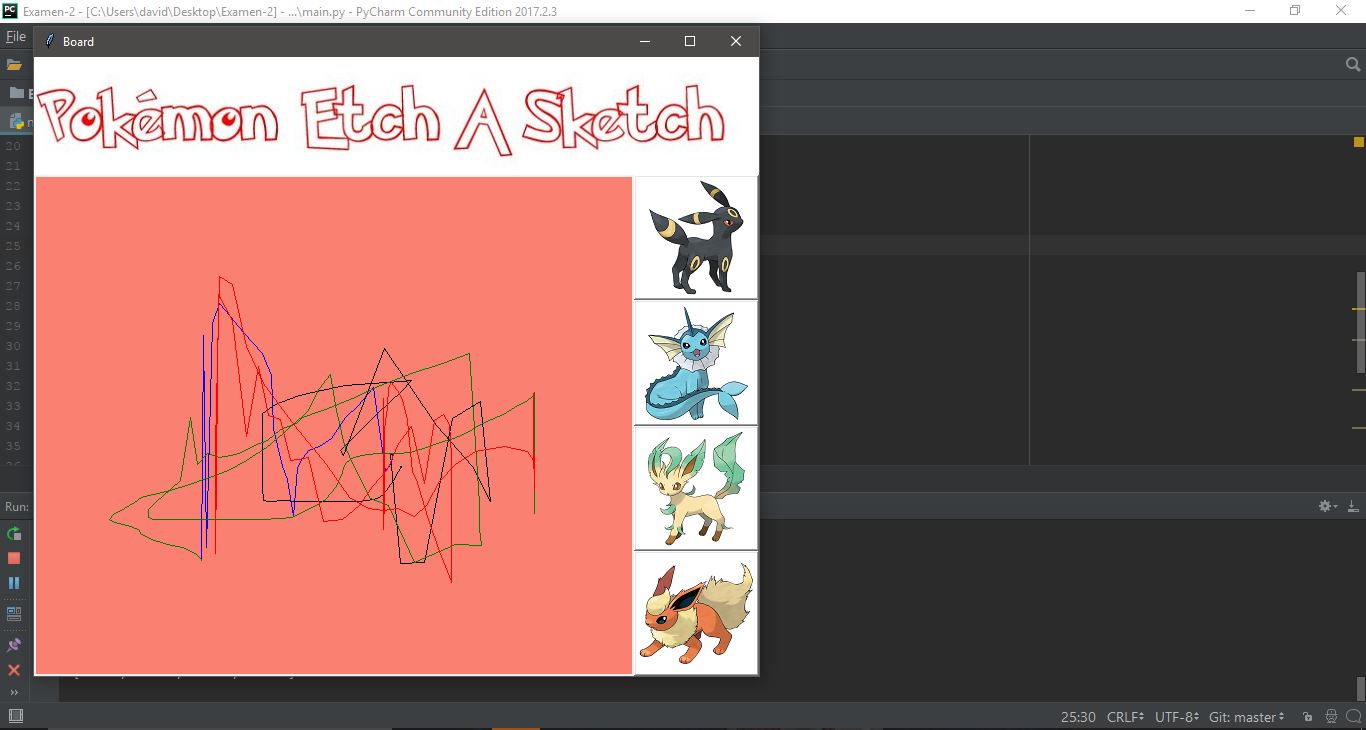 PC Examen-2 - [C:\Users\david\Desktop\Examen-2] - ...\main.py - PyCharm Community Edition 2017.2.3
File
Board
Pokémon Etch A Sketch
20
21
22
23
24
25
26
27
28
29
30
31
32
33
34
35
Run:
25:30 CRLF UTF-8 Git: master